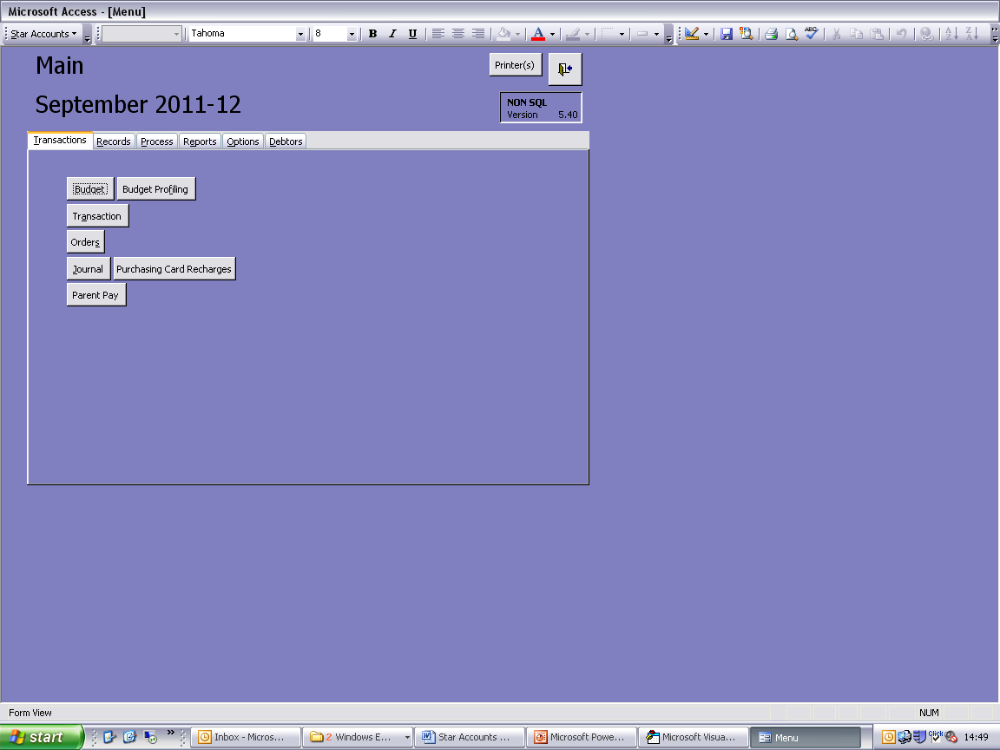 Microsoft Access - [Menu]
Star Accounts Tahoma 8 B I U A ABC A Z Z A
Main
Printer(s)
September 2011-12
NON SQL
Version 5.40
Transactions Records Process Reports Options Debtors
Budget Budget Profiling
Transaction
Orders
Journal Purchasing Card Recharges
Parent Pay
Form View NUM
start » Inbox - Micros... 2 Windows E... Star Accounts ... Microsoft Powe... Microsoft Visua... Menu Click 14:49